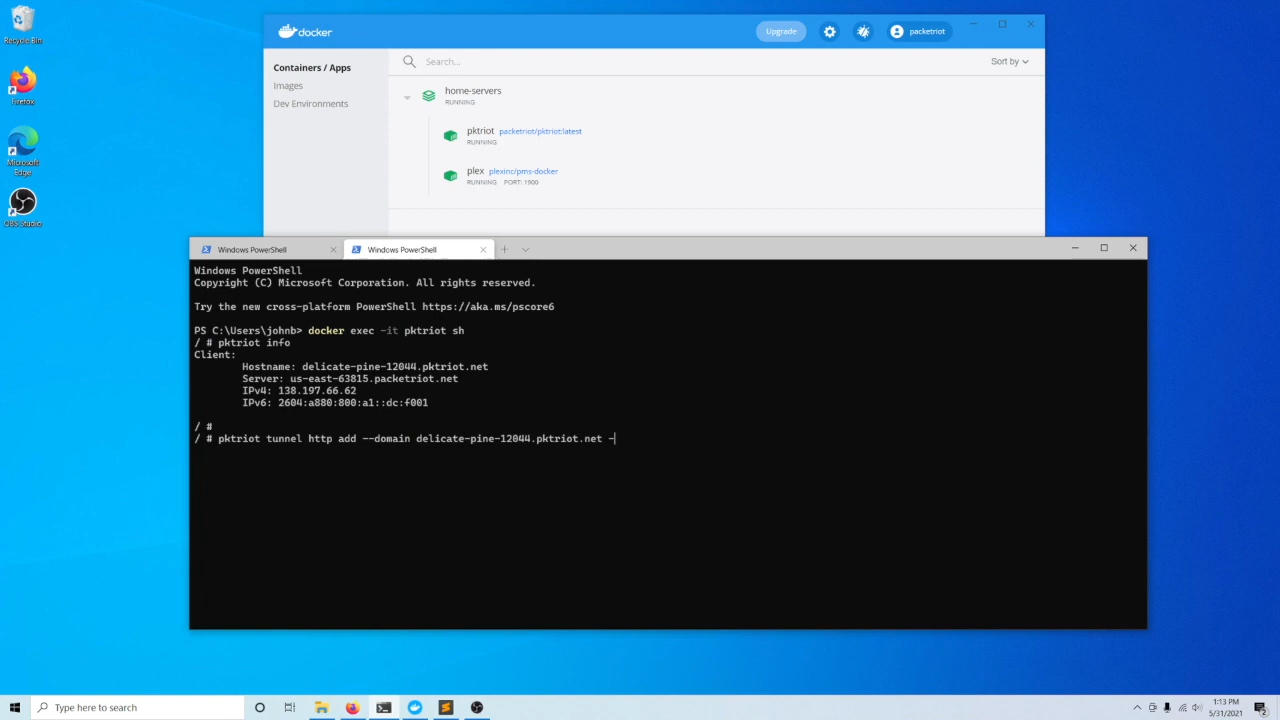 Recycle Bin
Firefox
Microsoft
Edge
OBS Studio
docker
Upgrade
packetriot
Containers / Apps
Images
Dev Environments
Search...
Sort by
home-servers
RUNNING
pktriot packetriot/pktriot:latest
RUNNING
plex plexinc/pms-docker
RUNNING PORT: 1900
Windows PowerShell
Windows PowerShell
Windows PowerShell
Copyright (C) Microsoft Corporation. All rights reserved.
Try the new cross-platform PowerShell https://aka.ms/pscore6
PS C:\Users\johnb> docker exec -it pktriot sh
/ # pktriot info
Client:
Hostname: delicate-pine-12044.pktriot.net
Server: us-east-63815.packetriot.net
IPv4: 138.197.66.62
IPv6: 2604:a880:800:a1::dc:f001
/ #
/ # pktriot tunnel http add --domain delicate-pine-12044.pktriot.net -
Type here to search
1:13 PM
5/31/2021
2